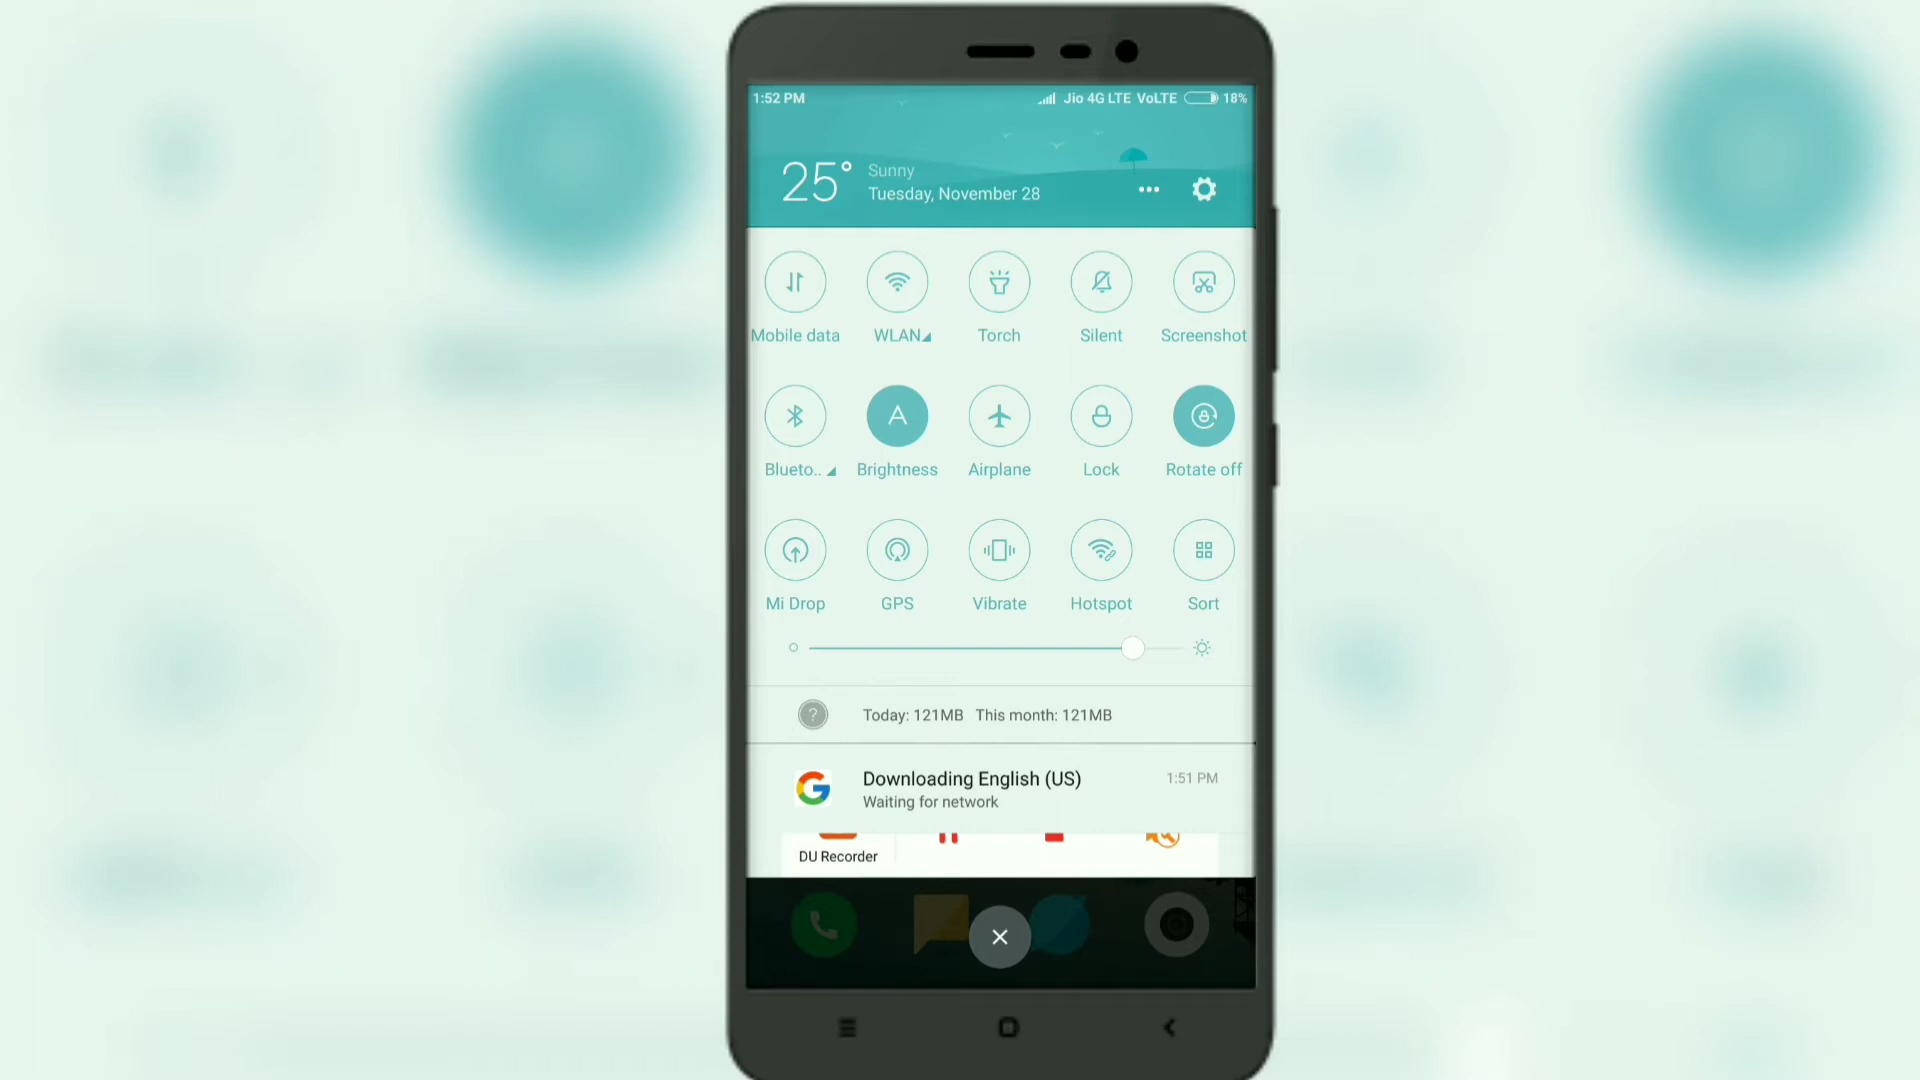 1:52 PM
Jio 4G LTE VoLTE 18%
25° Sunny
Tuesday, November 28
Mobile data WLAN Torch Silent Screenshot
Blueto.. Brightness Airplane Lock Rotate off
Mi Drop GPS Vibrate Hotspot Sort
Today: 121MB This month: 121MB
Downloading English (US) 1:51 PM
Waiting for network
DU Recorder